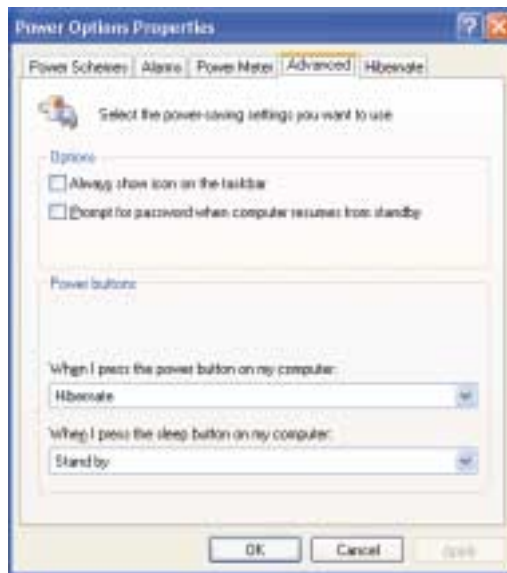 Power Options Properties
Power Schemes Alarms Power Meter Advanced Hibernate
Select the power-saving settings you want to use.
Options
Always show icon on the taskbar
Prompt for password when computer resumes from standby
Power buttons
When I press the power button on my computer:
Hibernate
When I press the sleep button on my computer:
Stand by
OK Cancel Apply